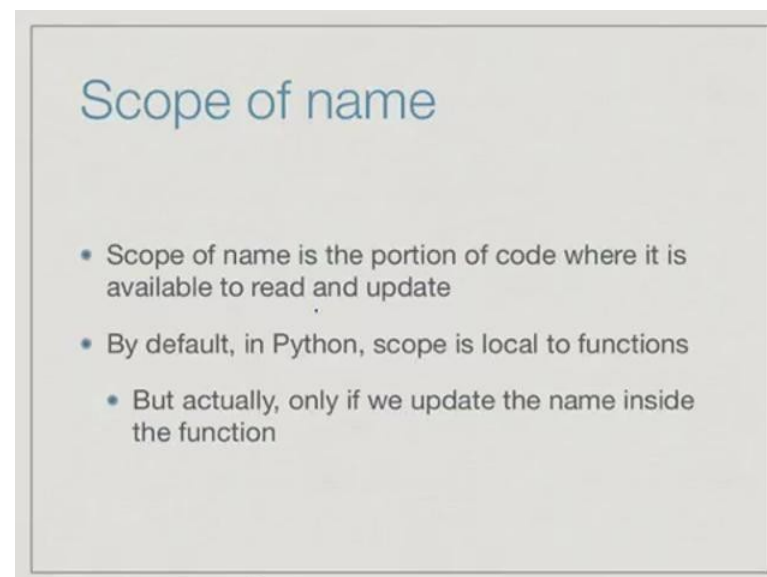 Scope of name
• Scope of name is the portion of code where it is
available to read and update
• By default, in Python, scope is local to functions
• But actually, only if we update the name inside
the function